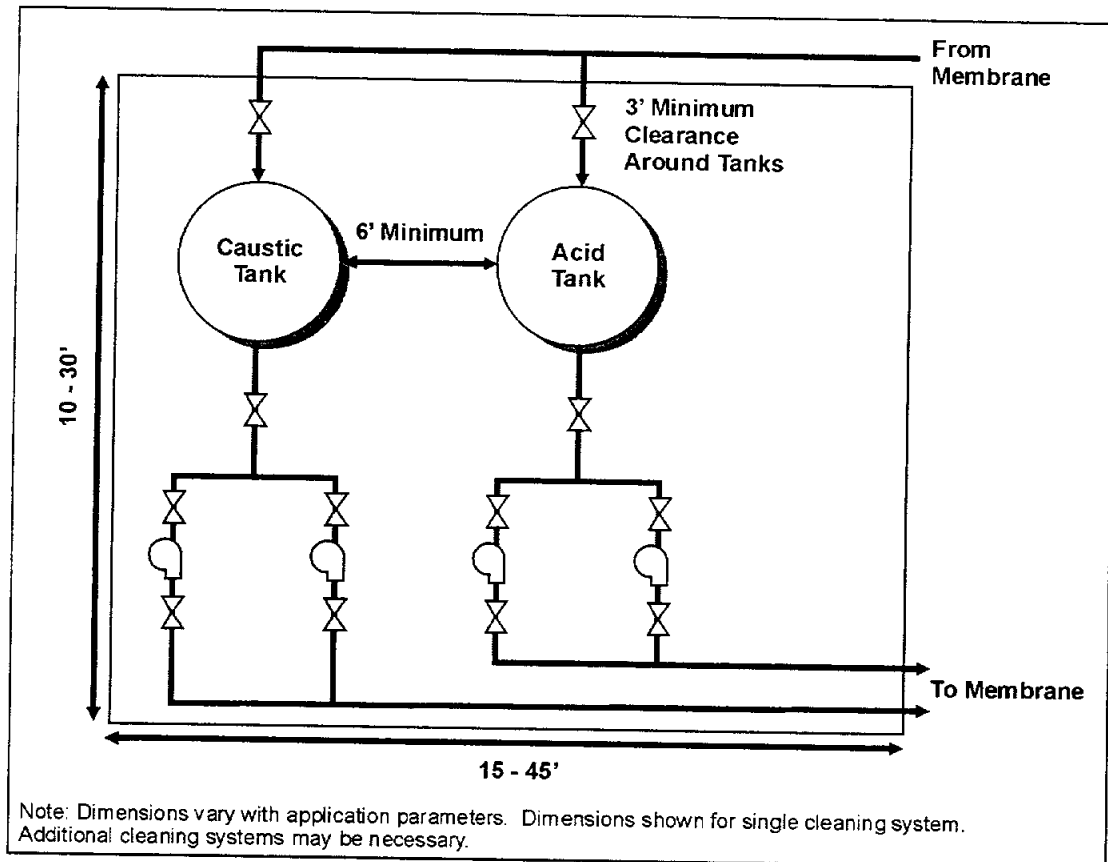 From
Membrane
3' Minimum
Clearance
Around Tanks
Caustic
Tank
6' Minimum
Acid
Tank
10 - 30'
To Membrane
15 - 45'
Note: Dimensions vary with application parameters.  Dimensions shown for single cleaning system.
Additional cleaning systems may be necessary.